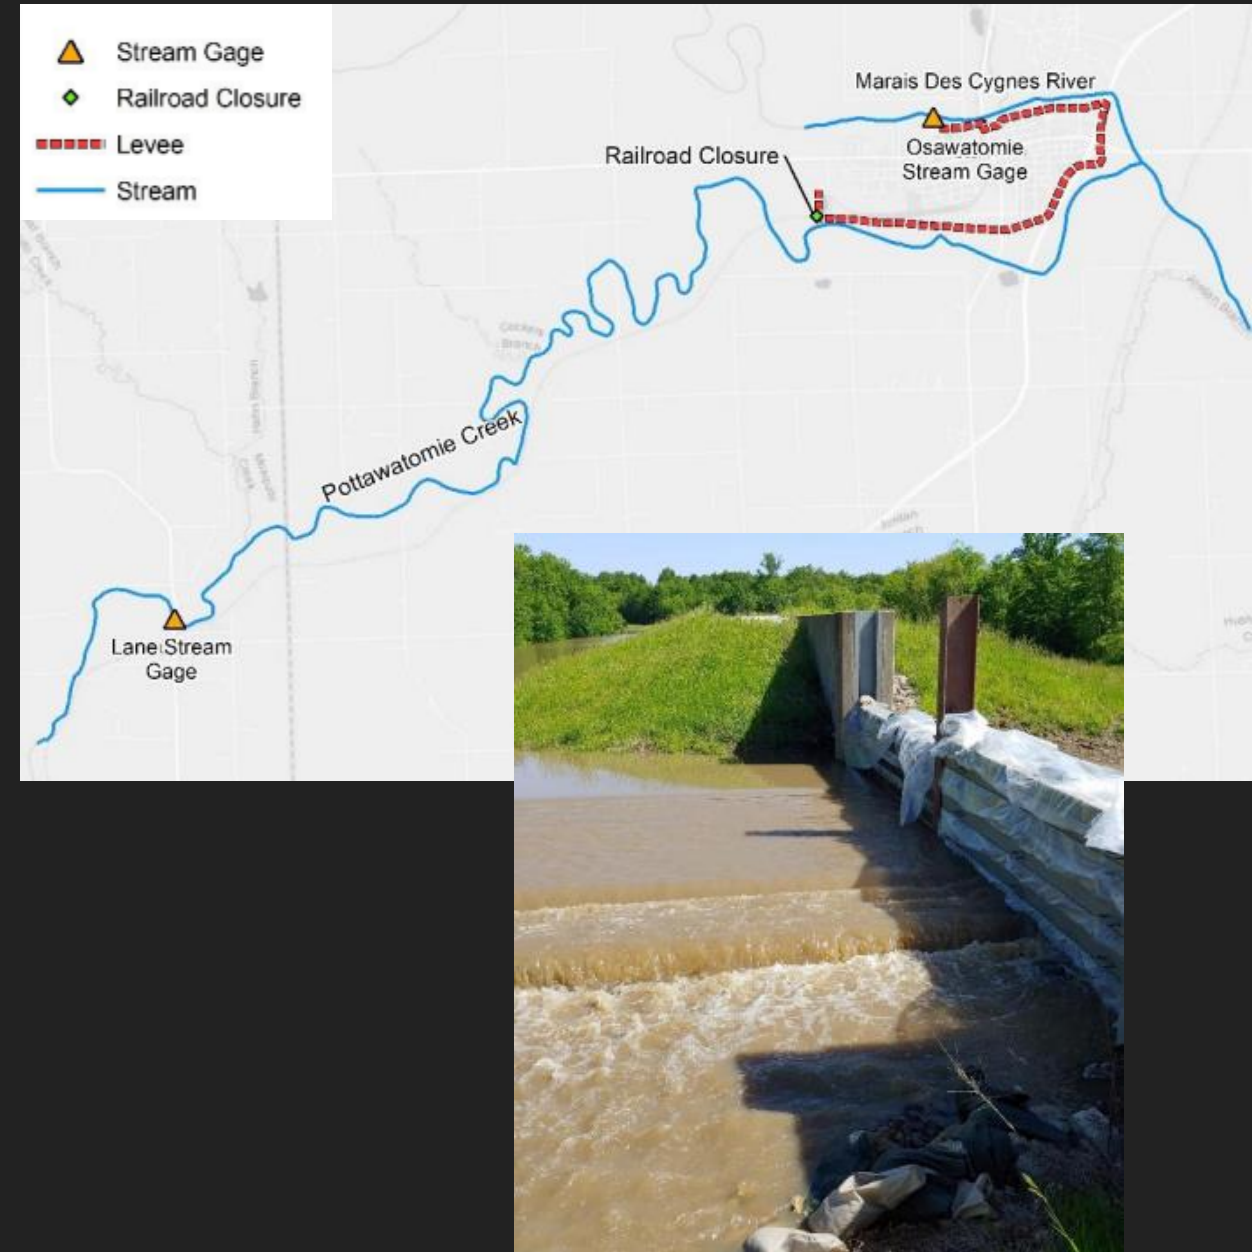 Stream Gage
Railroad Closure
Levee
Stream
Marais Des Cygnes River
Osawatomie
Stream Gage
Railroad Closure
Pottawatomie Creek
Lane Stream
Gage